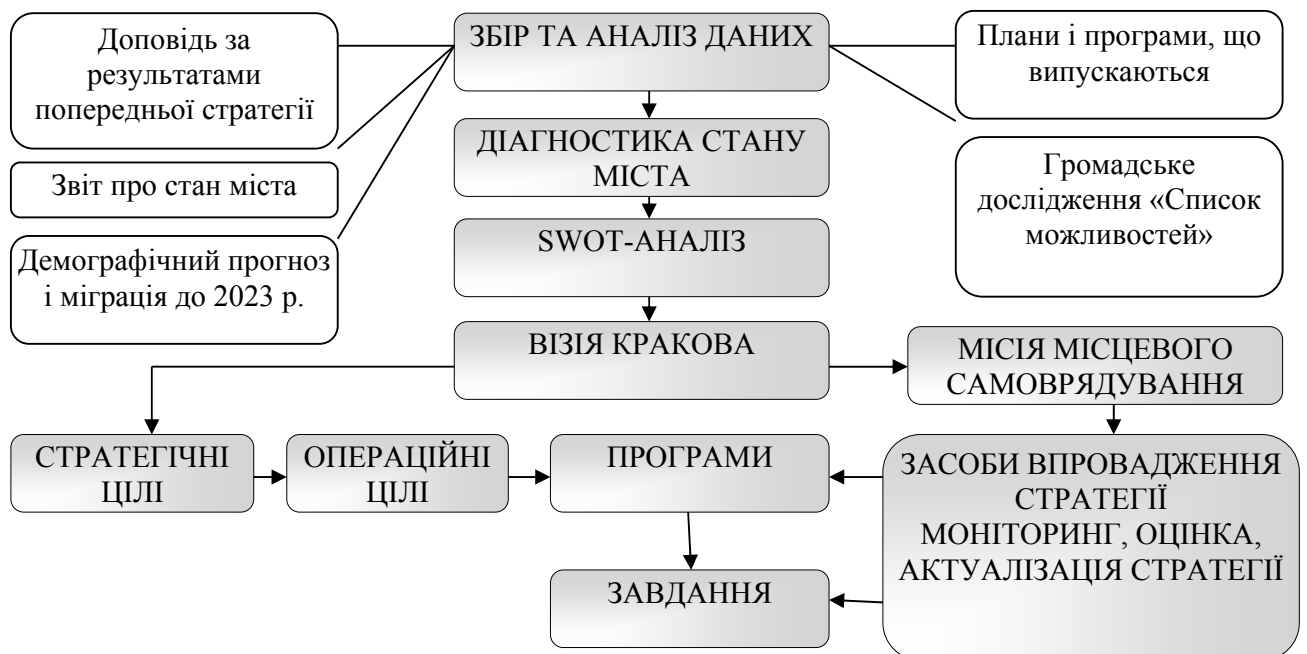 Доповідь за
результатами
попередньої стратегії
ЗБІР ТА АНАЛІЗ ДАНИХ
Плани і програми, що
випускаються
ДІАГНОСТИКА СТАНУ
МІСТА
Звіт про стан міста
Громадське
дослідження «Список
можливостей»
SWOT-АНАЛІЗ
Демографічний прогноз
і міграція до 2023 р.
ВІЗІЯ КРАКОВА
МІСІЯ МІСЦЕВОГО
САМОВРЯДУВАННЯ
СТРАТЕГІЧНІ
ЦІЛІ
ОПЕРАЦІЙНІ
ЦІЛІ
ПРОГРАМИ
ЗАСОБИ ВПРОВАДЖЕННЯ
СТРАТЕГІЇ
МОНІТОРИНГ, ОЦІНКА,
АКТУАЛІЗАЦІЯ СТРАТЕГІЇ
ЗАВДАННЯ